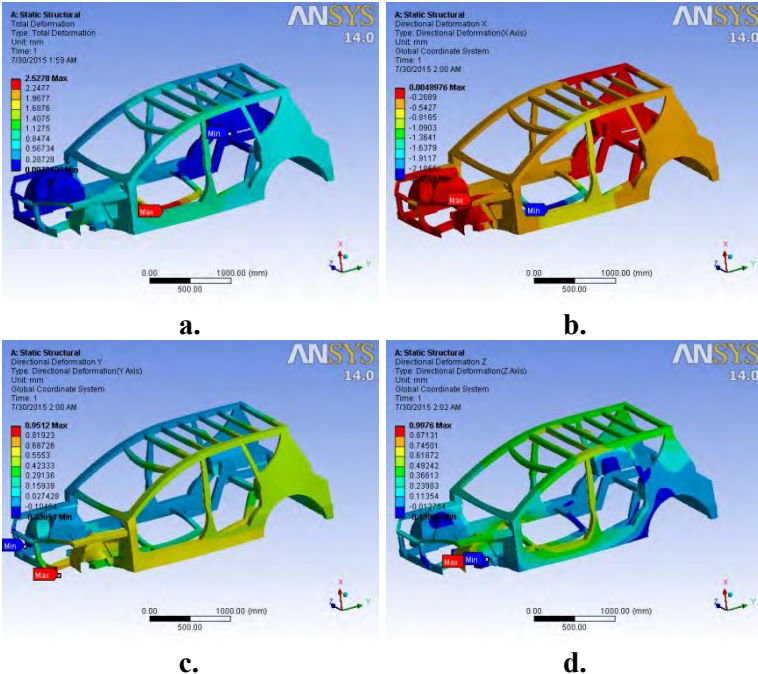 A: Static Structural
Total Deformation
Type: Total Deformation
Unit: mm
Time: 1
7/30/2015 1:59 AM
ANSYS
14.0
2.5278 Max
2.2477
1.9677
1.6876
1.4075
1.1275
0.8474
0.56734
0.28728
Min
Min
Max
0.00
1000.00 (mm)
500.00
X
Y
Z
a.
A: Static Structural
Directional Deformation X
Type: Directional Deformation(X Axis)
Unit: mm
Global Coordinate System
Time: 1
7/30/2015 2:00 AM
ANSYS
14.0
0.0048976 Max
-0.2689
-0.5427
-0.8165
-1.0903
-1.3641
-1.6379
-1.9117
Min
Max
Min
0.00
1000.00 (mm)
500.00
X
Y
Z
b.
A: Static Structural
Directional Deformation Y
Type: Directional Deformation(Y Axis)
Unit: mm
Global Coordinate System
Time: 1
7/30/2015 2:00 AM
ANSYS
14.0
0.9512 Max
0.81923
0.68726
0.5553
0.42333
0.29136
0.15939
0.027428
Min
Min
Max
0.00
1000.00 (mm)
500.00
X
Y
Z
c.
A: Static Structural
Directional Deformation Z
Type: Directional Deformation(Z Axis)
Unit: mm
Global Coordinate System
Time: 1
7/30/2015 2:02 AM
ANSYS
14.0
0.9976 Max
0.87131
0.74501
0.61872
0.49242
0.36613
0.23983
0.11354
-0.012754
Min
Max
Min
0.00
1000.00 (mm)
500.00
X
Y
Z
d.